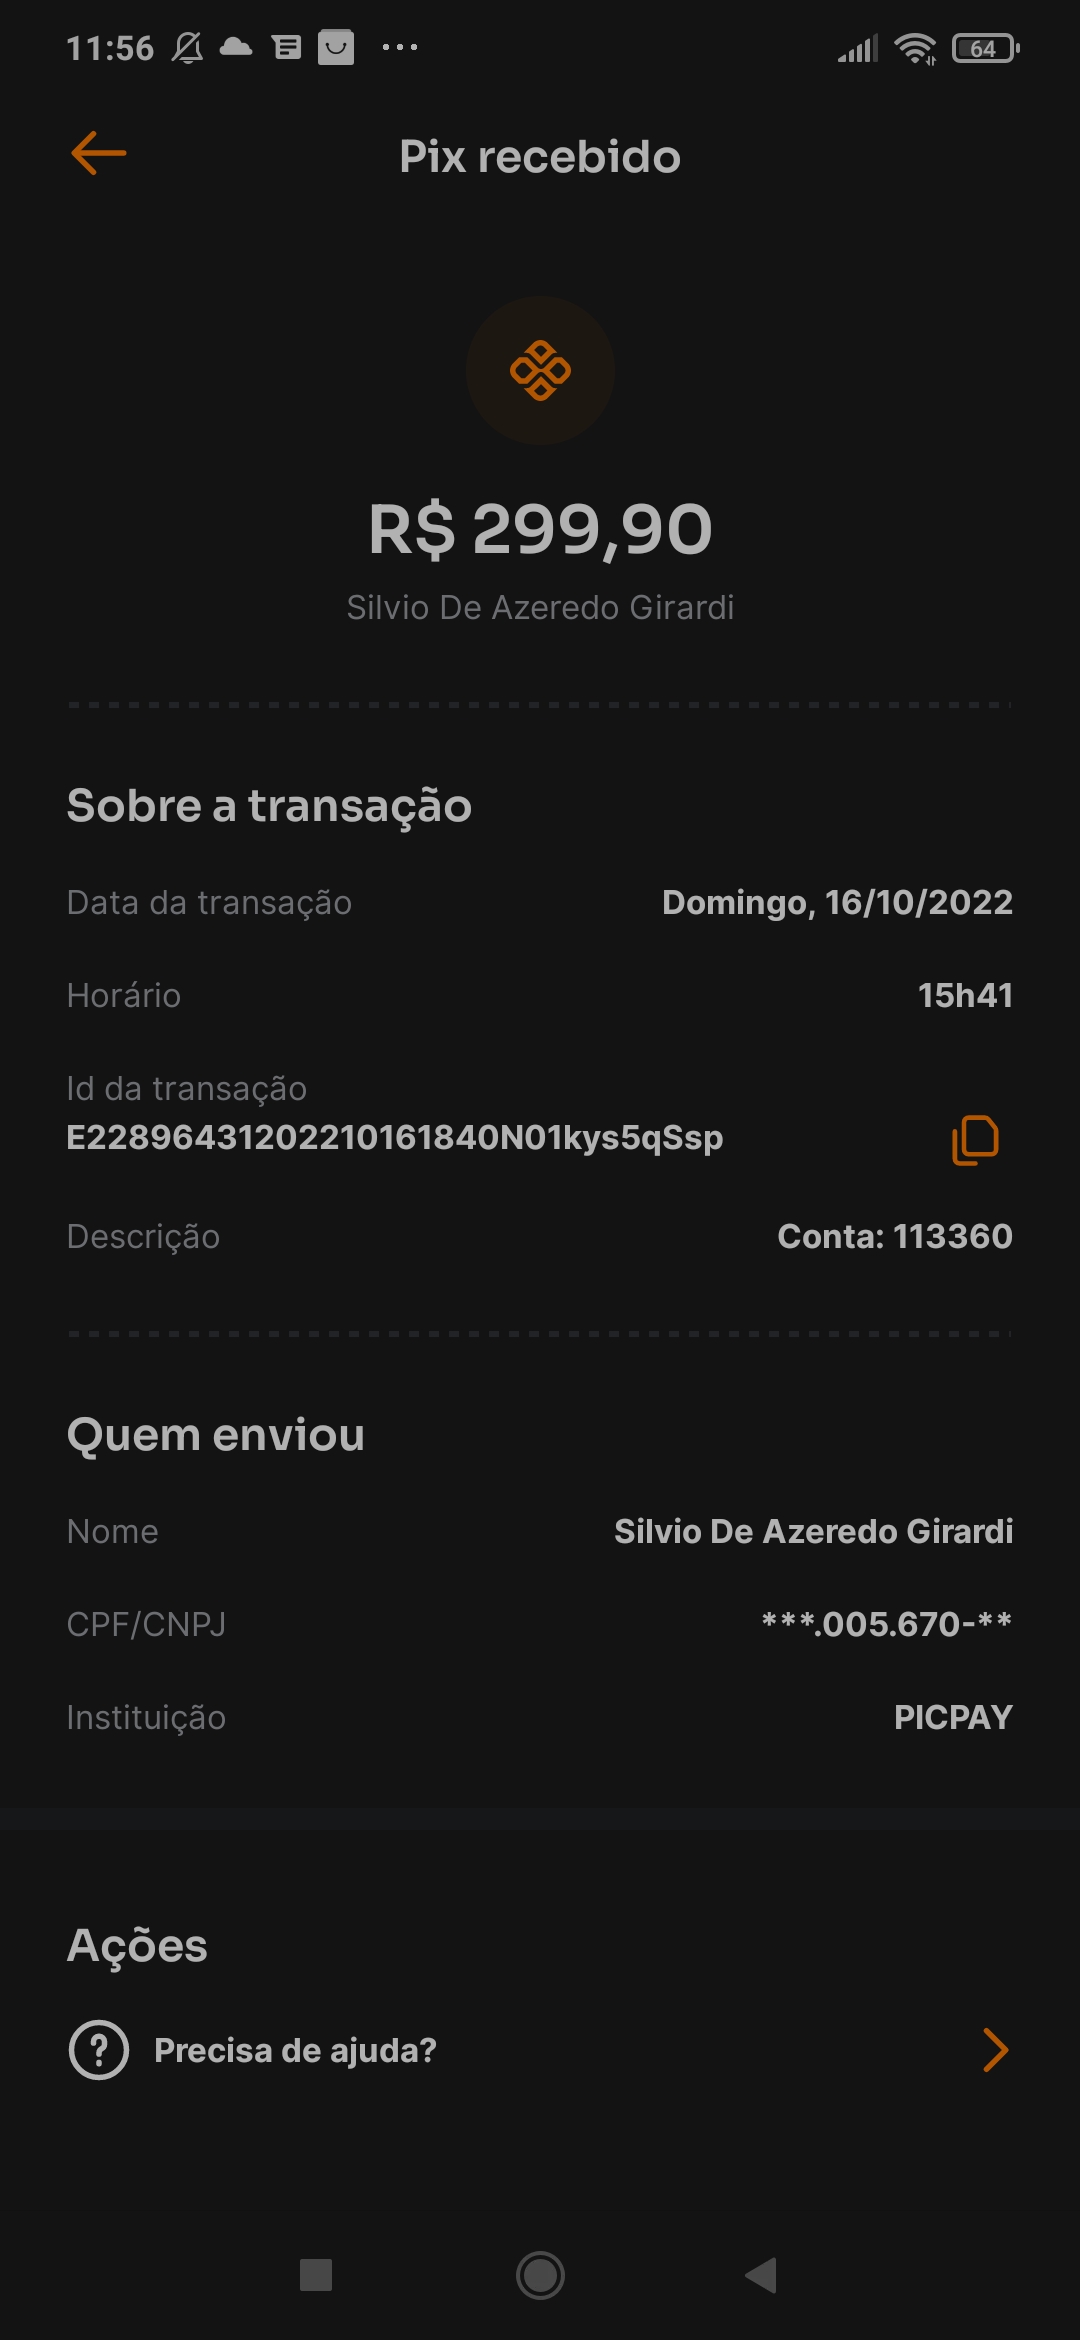 11:56
64
Pix recebido
R$ 299,90
Silvio De Azeredo Girardi
Sobre a transação
Data da transação Domingo, 16/10/2022
Horário 15h41
Id da transação
E22896431202210161840N01kys5qSsp
Descrição Conta: 113360
Quem enviou
Nome Silvio De Azeredo Girardi
CPF/CNPJ ***.005.670-**
Instituição PICPAY
Ações
Precisa de ajuda?